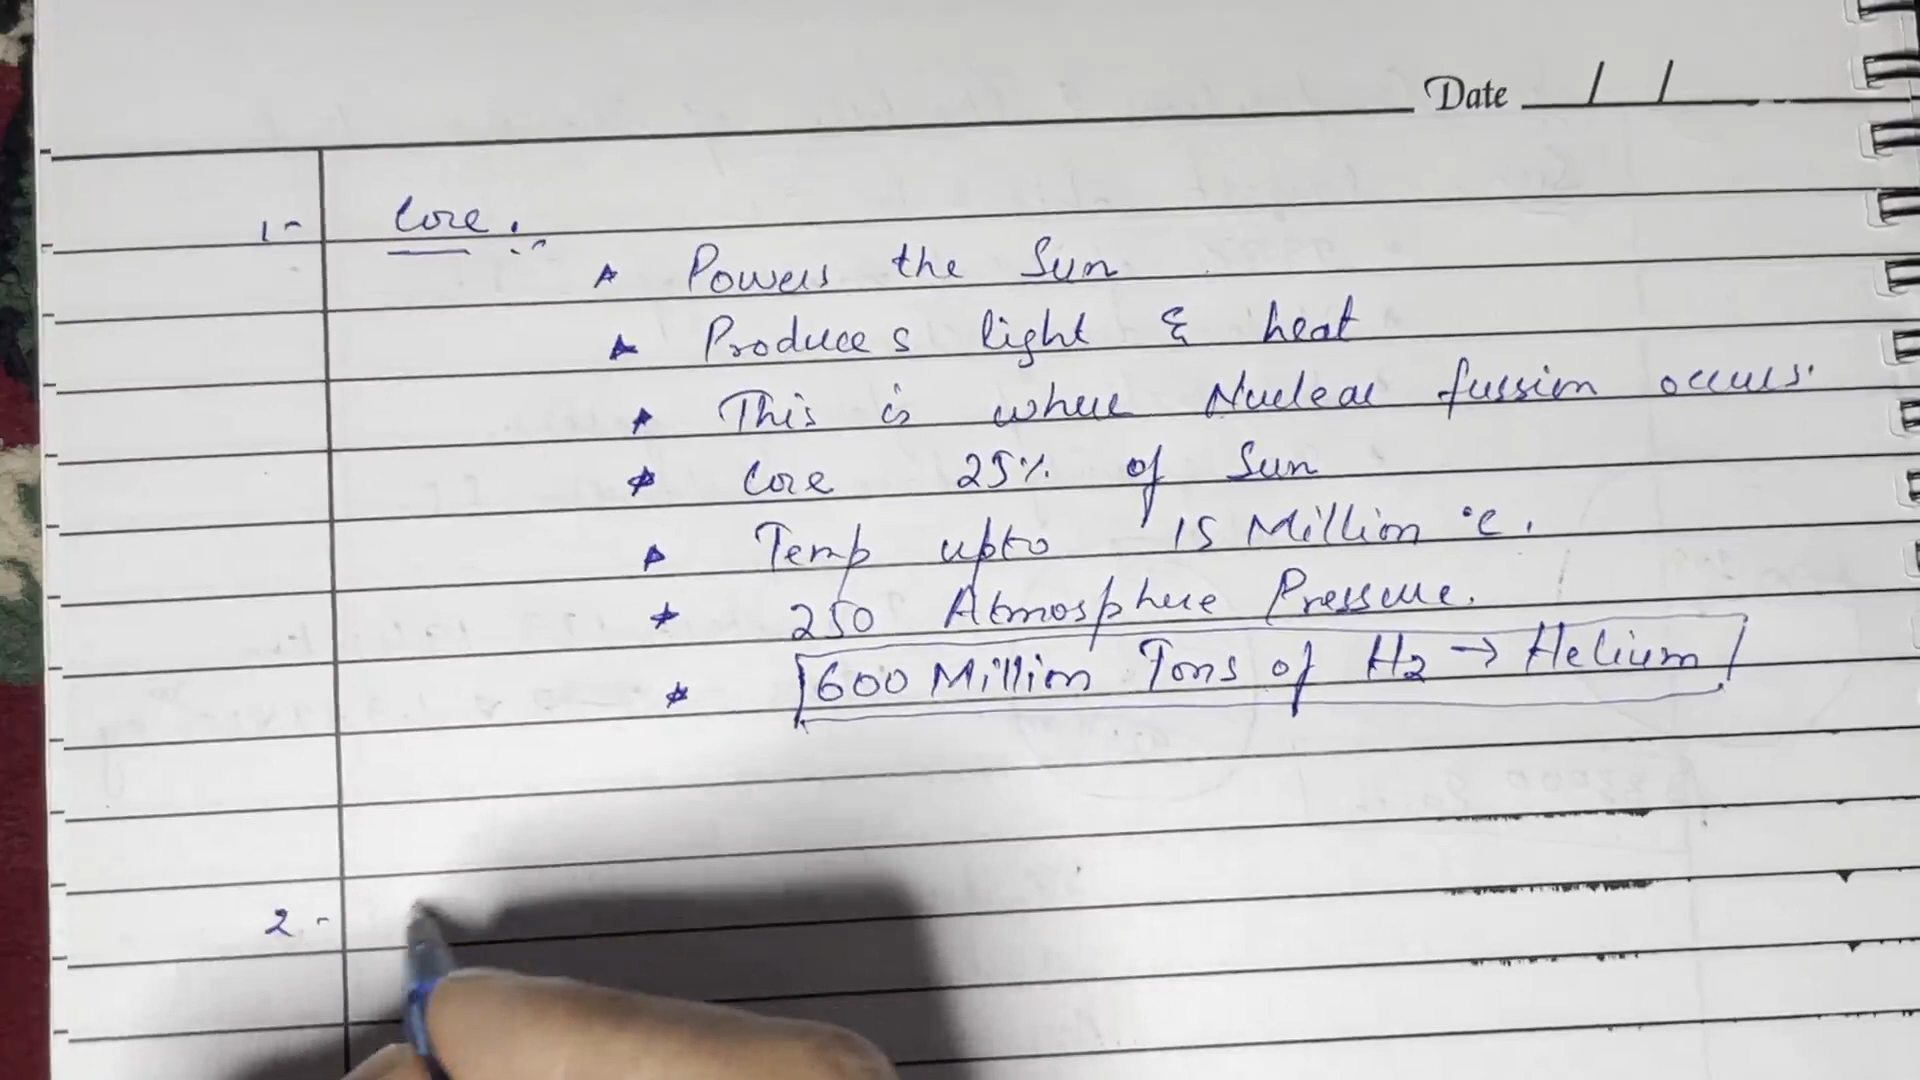 Date / /
1- Core :-
Powers the Sun
Produces light & heat
This is where Nuclear fussion occurs.
Core 25% of Sun
Temp upto 15 Million °C.
250 Atmosphere Pressure.
600 Million Tons of H2 → Helium
2 -